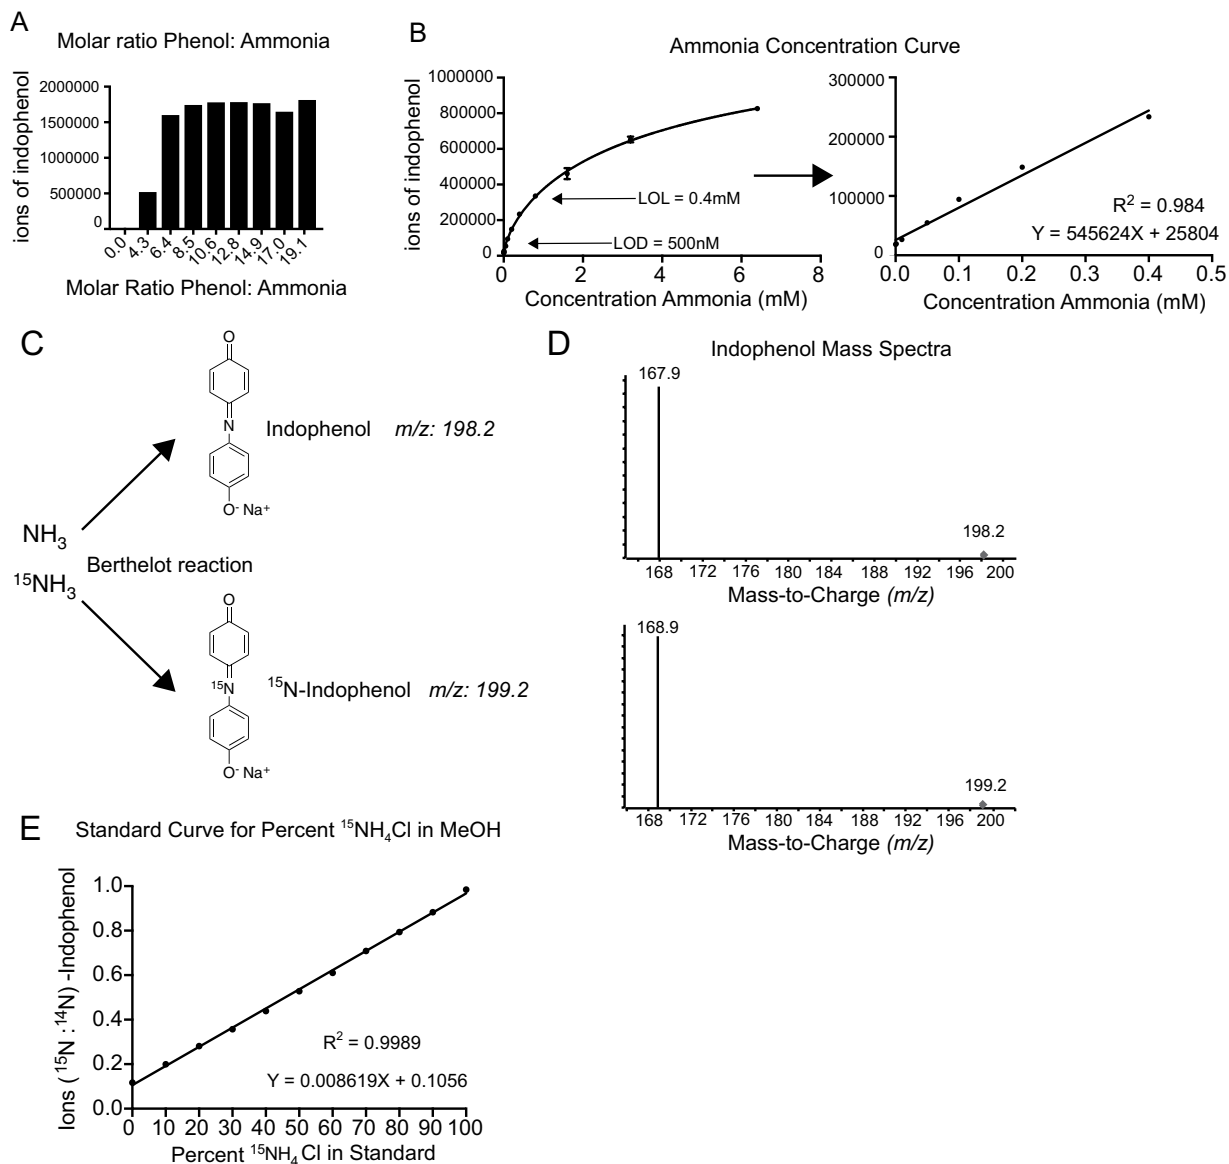 A
Molar ratio Phenol: Ammonia
ions of indophenol
2000000
1500000
1000000
500000
0
0.0 4.3 6.4 8.5 10.6 12.8 14.9 17.0 19.1
Molar Ratio Phenol: Ammonia
B
Ammonia Concentration Curve
ions of indophenol
1000000
800000
600000
400000
200000
0
LOL = 0.4mM
LOD = 500nM
0 2 4 6 8
Concentration Ammonia (mM)
300000
200000
100000
0
R² = 0.984
Y = 545624X + 25804
0.0 0.1 0.2 0.3 0.4 0.5
Concentration Ammonia (mM)
C
O
N
O⁻ Na⁺
Indophenol m/z: 198.2
NH₃
Berthelot reaction
¹⁵NH₃
O
¹⁵N
O⁻ Na⁺
¹⁵N-Indophenol m/z: 199.2
D
Indophenol Mass Spectra
167.9
198.2
168 172 176 180 184 188 192 196 200
Mass-to-Charge (m/z)
168.9
199.2
168 172 176 180 184 188 192 196 200
Mass-to-Charge (m/z)
E
Standard Curve for Percent ¹⁵NH₄Cl in MeOH
Ions (¹⁵N :¹⁴N) -Indophenol
1.0
0.8
0.6
0.4
0.2
0.0
R² = 0.9989
Y = 0.008619X + 0.1056
0 10 20 30 40 50 60 70 80 90 100
Percent ¹⁵NH₄Cl in Standard